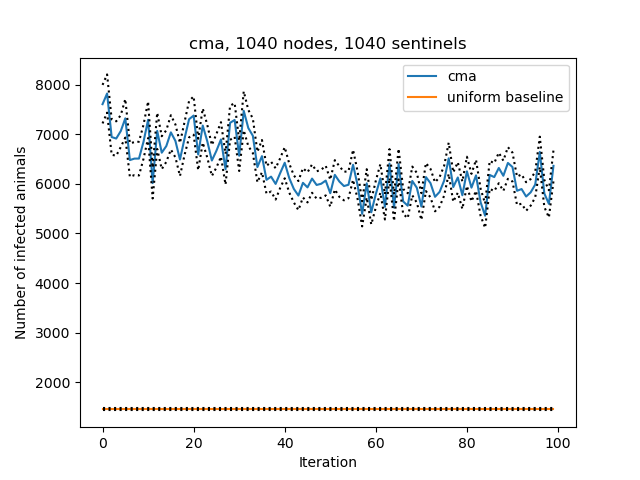 cma, 1040 nodes, 1040 sentinels
cma
uniform baseline
8000
7000
6000
5000
4000
3000
2000
Number of infected animals
0 20 40 60 80 100
Iteration